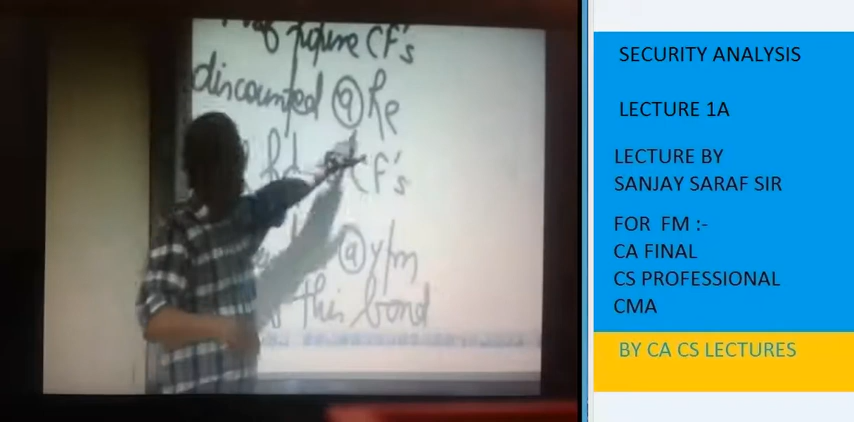 of future CF's
discounted @ Ke
CF's
@ YTM
this bond
SECURITY ANALYSIS
LECTURE 1A
LECTURE BY
SANJAY SARAF SIR
FOR FM :-
CA FINAL
CS PROFESSIONAL
CMA
BY CA CS LECTURES